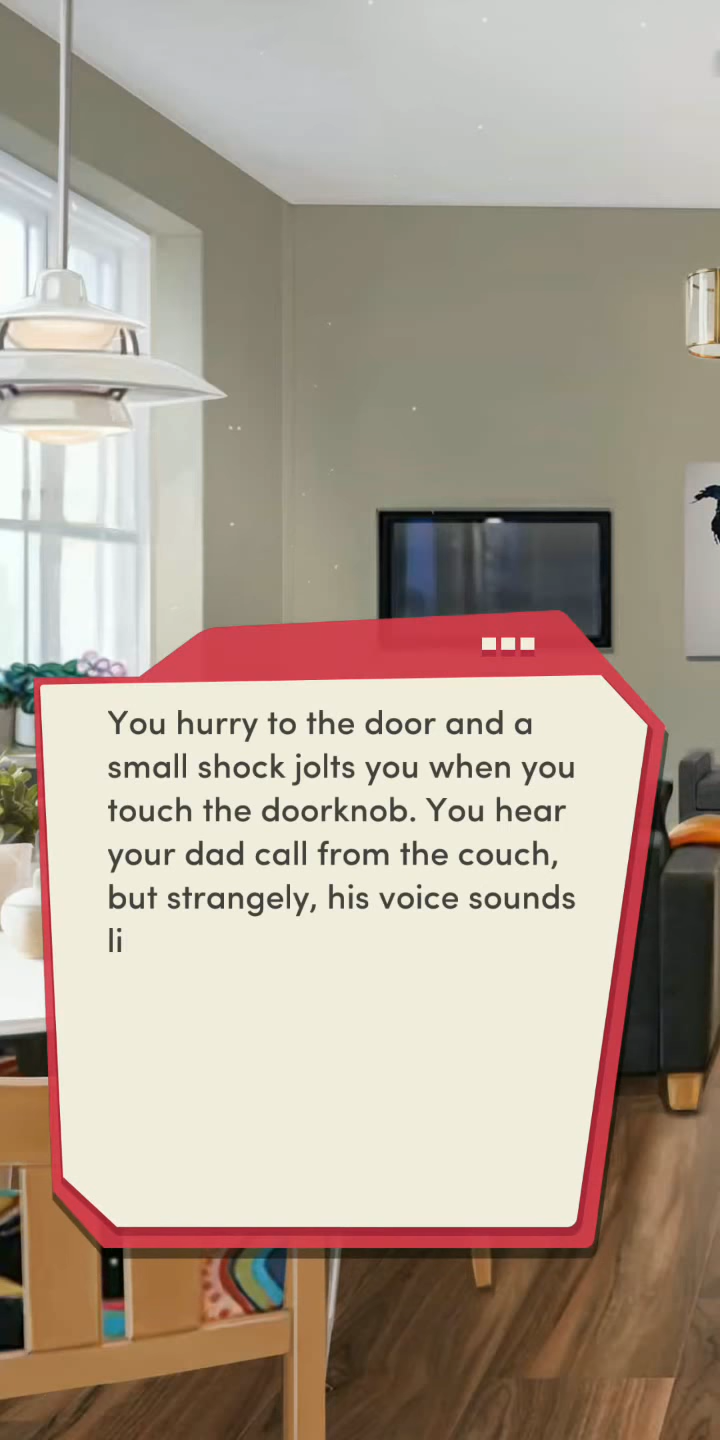 You hurry to the door and a
small shock jolts you when you
touch the doorknob. You hear
your dad call from the couch,
but strangely, his voice sounds
li